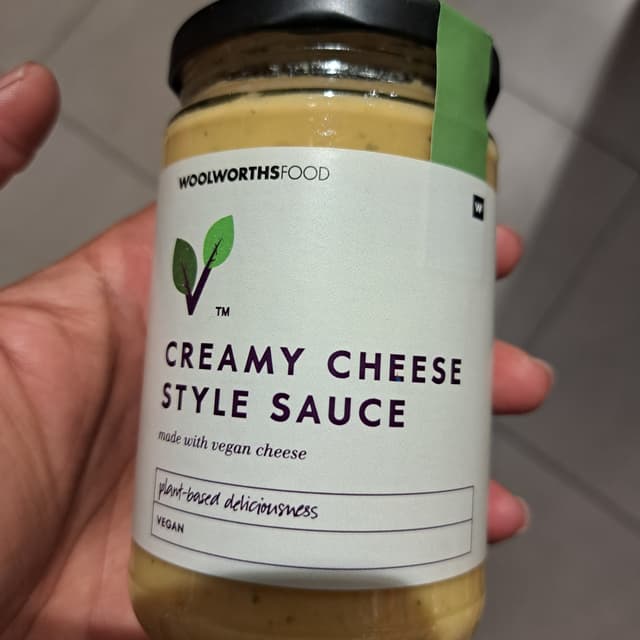 WOOLWORTHSFOOD
W
TM
CREAMY CHEESE
STYLE SAUCE
made with vegan cheese
plant-based deliciousness
VEGAN